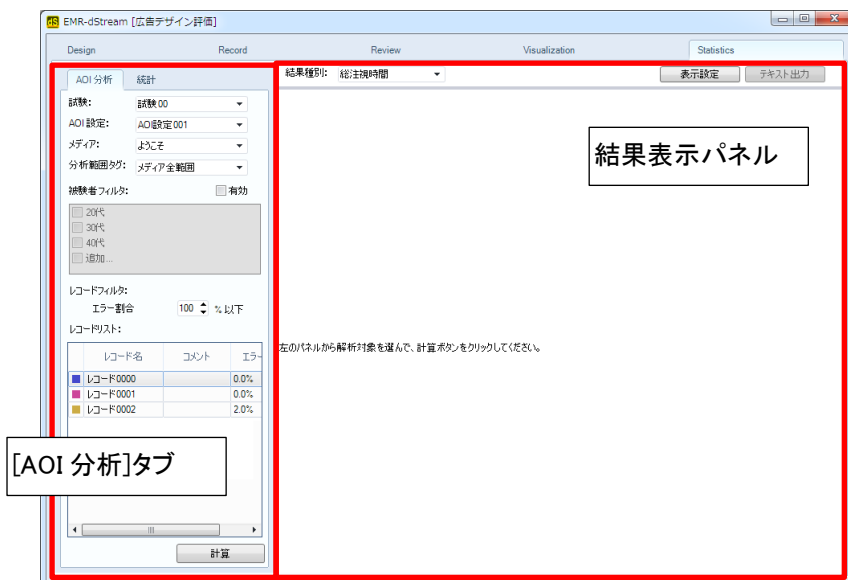 dS EMR-dStream [広告デザイン評価]
Design Record Review Visualization Statistics
AOI 分析 統計
試験: 試験00
AOI 設定: AOI設定001
メディア: ようこそ
分析範囲タグ: メディア全範囲
被験者フィルタ: 有効
20代
30代
40代
追加...
レコードフィルタ:
エラー割合 100 % 以下
レコードリスト:
レコード名 コメント エラー
レコード0000 0.0%
レコード0001 0.0%
レコード0002 2.0%
[AOI 分析]タブ
計算
結果種別: 総注視時間 表示設定 テキスト出力
結果表示パネル
左のパネルから解析対象を選んで、計算ボタンをクリックしてください。